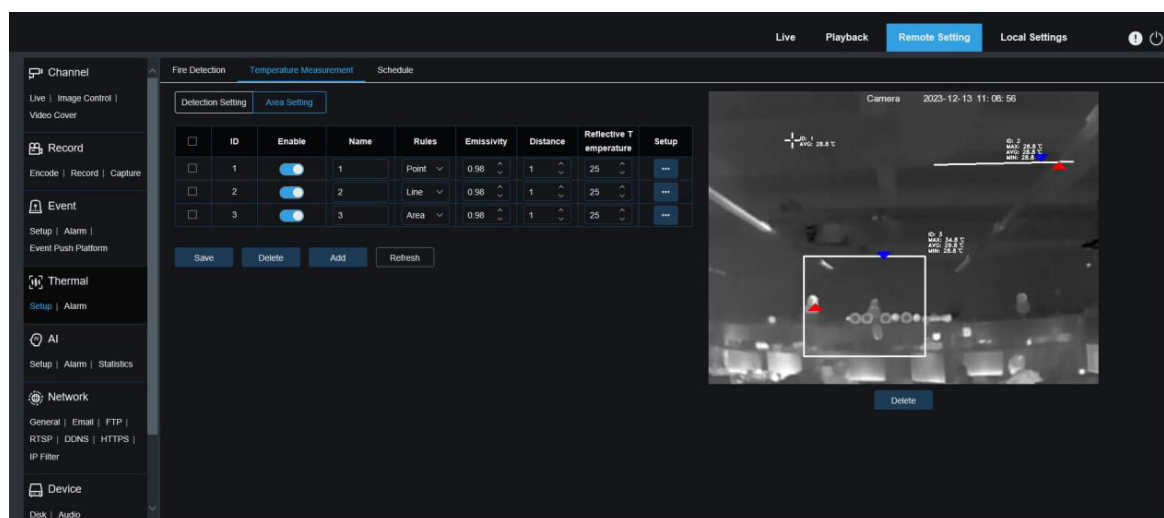 Live Playback Remote Setting Local Settings
Channel
Live | Image Control |
Video Cover
Record
Encode | Record | Capture
Event
Setup | Alarm |
Event Push Platform
Thermal
Setup | Alarm
AI
Setup | Alarm | Statistics
Network
General | Email | FTP |
RTSP | DDNS | HTTPS |
IP Filter
Device
Disk | Audio
Fire Detection Temperature Measurement Schedule
Detection Setting Area Setting
ID Enable Name Rules Emissivity Distance Reflective T
emperature Setup
1 1 Point 0.98 1 25 •••
2 2 Line 0.98 1 25 •••
3 3 Area 0.98 1 25 •••
Save Delete Add Refresh
Camera 2023-12-13 11:08:56
ID: 1
AVG: 28.8 ℃
ID: 2
MAX: 28.8 ℃
AVG: 28.8 ℃
MIN: 28.8
ID: 3
MAX: 34.8 ℃
AVG: 29.8 ℃
MIN: 28.8 ℃
Delete